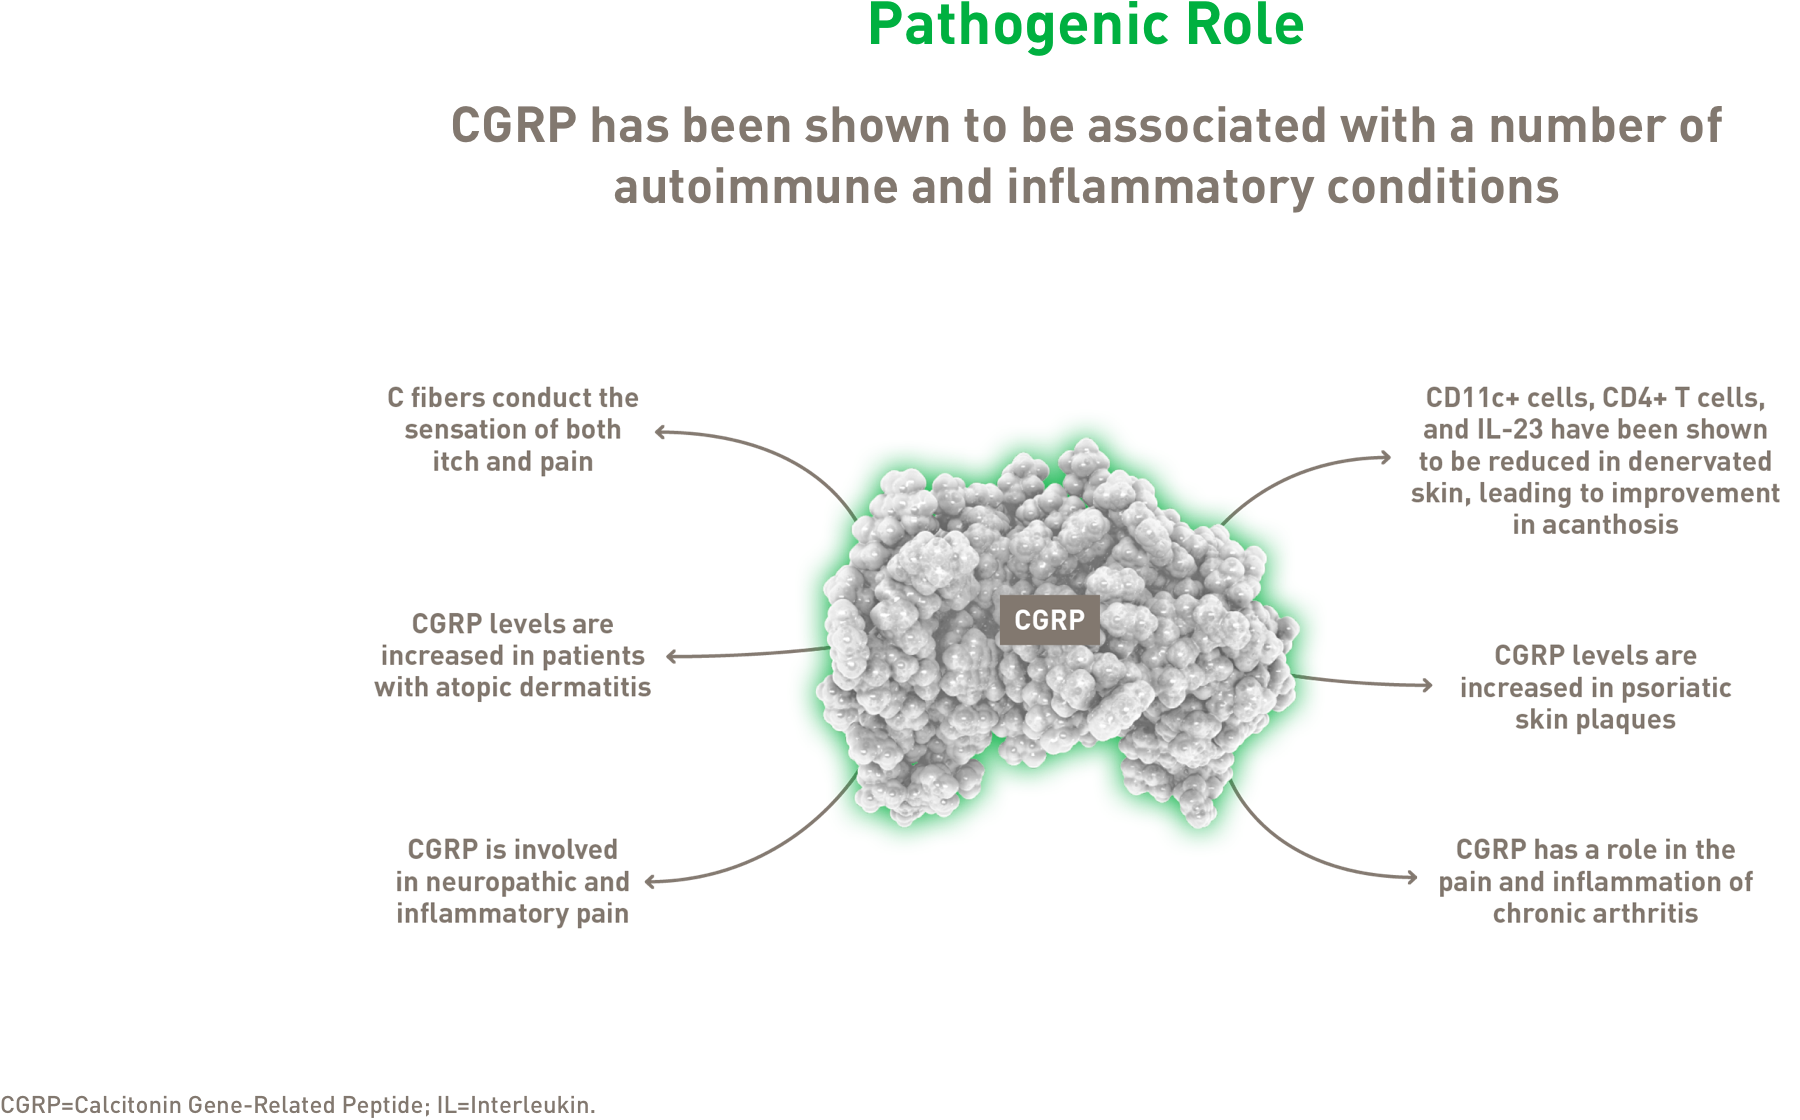 Pathogenic Role
CGRP has been shown to be associated with a number of
autoimmune and inflammatory conditions
C fibers conduct the
sensation of both
itch and pain
CGRP levels are
increased in patients
with atopic dermatitis
CGRP is involved
in neuropathic and
inflammatory pain
CGRP
CD11c+ cells, CD4+ T cells,
and IL-23 have been shown
to be reduced in denervated
skin, leading to improvement
in acanthosis
CGRP levels are
increased in psoriatic
skin plaques
CGRP has a role in the
pain and inflammation of
chronic arthritis
CGRP=Calcitonin Gene-Related Peptide; IL=Interleukin.